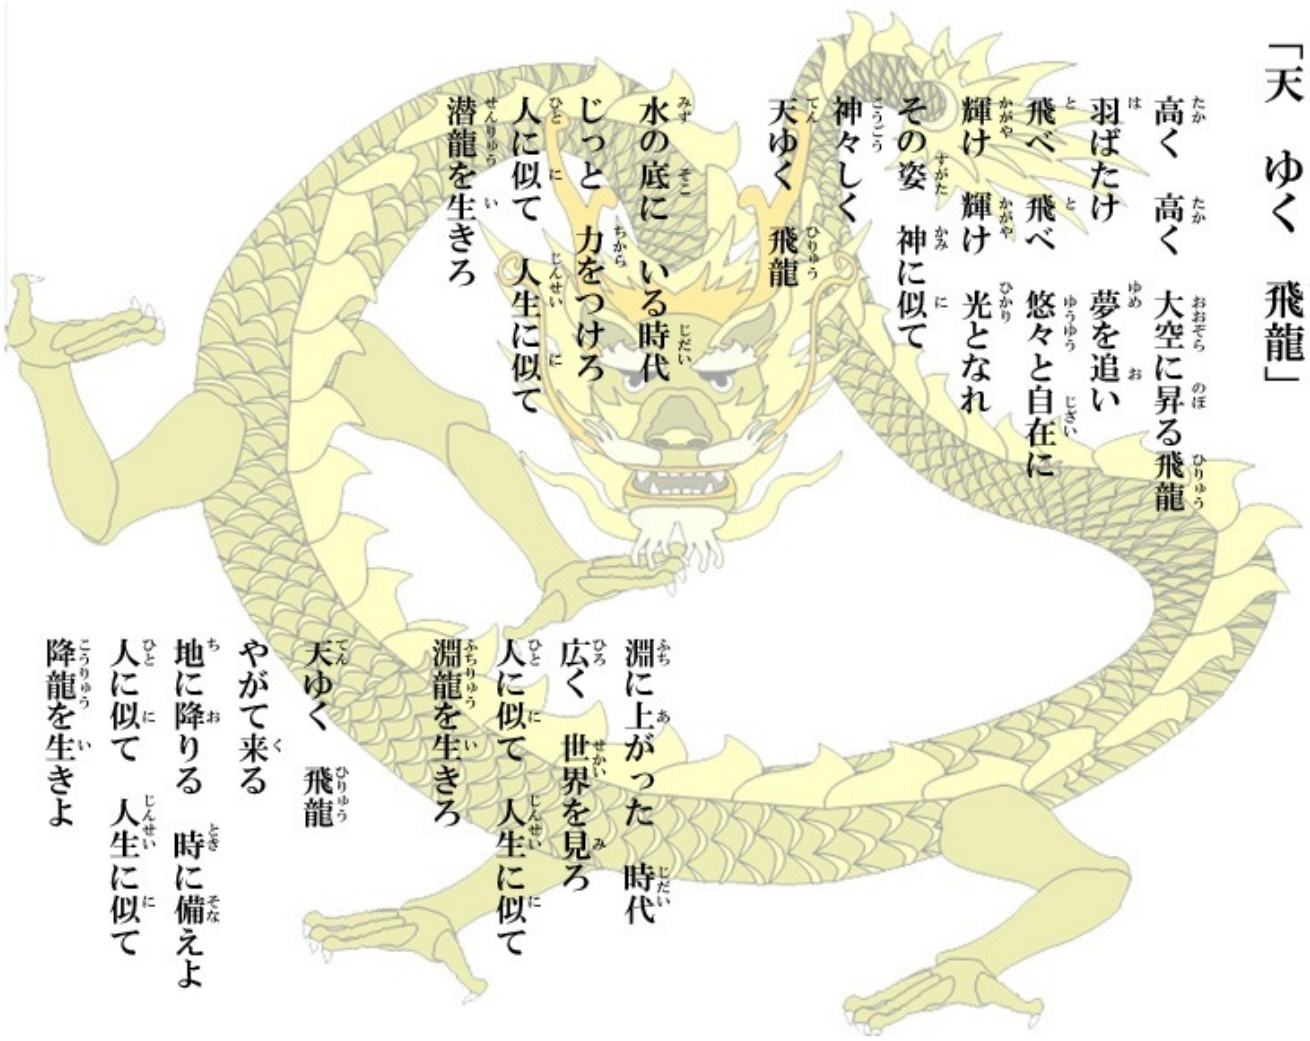 「天　ゆく　飛龍」
高く　高く　大空に昇る飛龍
羽ばたけ　夢を追い
飛べ　飛べ　悠々と自在に
輝け　輝け　光となれ
その姿　神に似て
神々しく
天ゆく　飛龍
水の底に　いる時代
じっと　力をつけろ
人に似て　人生に似て
潜龍を生きろ
淵に上がった　時代
広く　世界を見ろ
人に似て　人生に似て
淵龍を生きろ
天ゆく　飛龍
やがて来る
地に降りる　時に備えよ
人に似て　人生に似て
降龍を生きよ